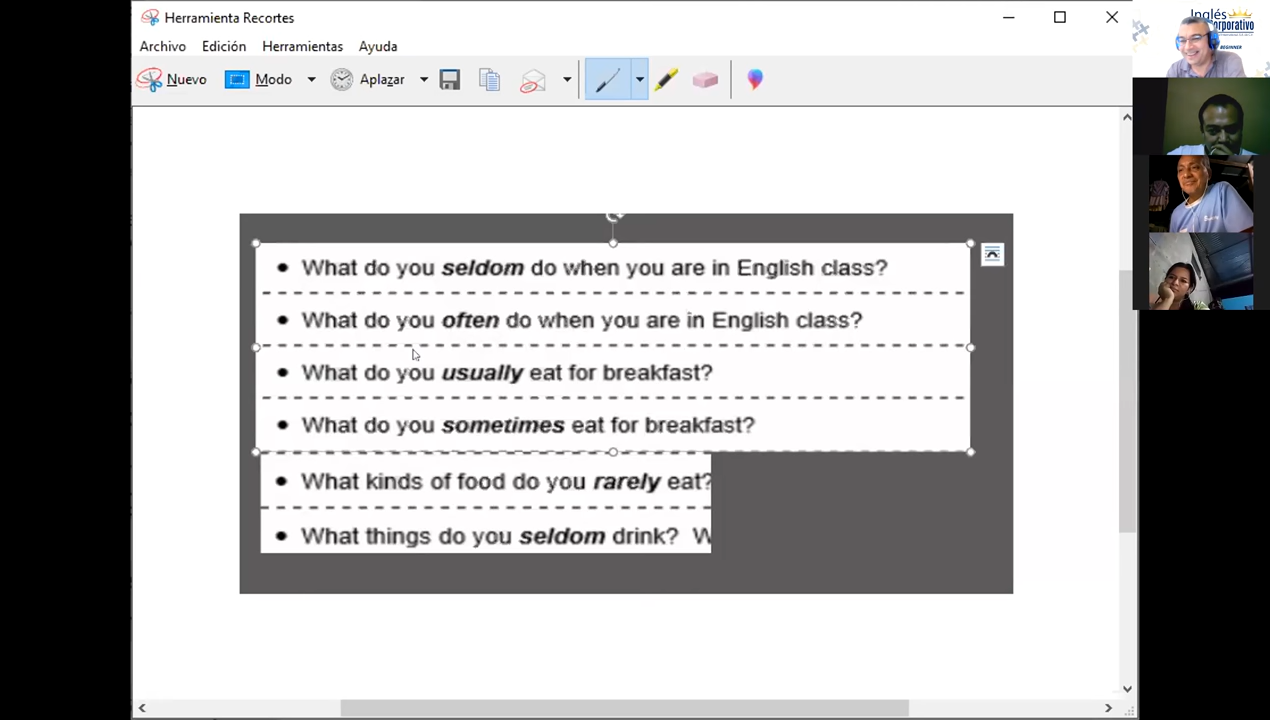 Herramienta Recortes
Archivo Edición Herramientas Ayuda
Nuevo Modo Aplazar
Inglés
Corporativo
BEGINNER
• What do you seldom do when you are in English class?
• What do you often do when you are in English class?
• What do you usually eat for breakfast?
• What do you sometimes eat for breakfast?
• What kinds of food do you rarely eat?
• What things do you seldom drink? W